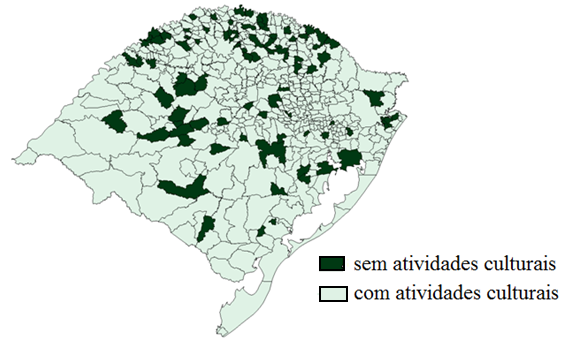 sem atividades culturais
com atividades culturais